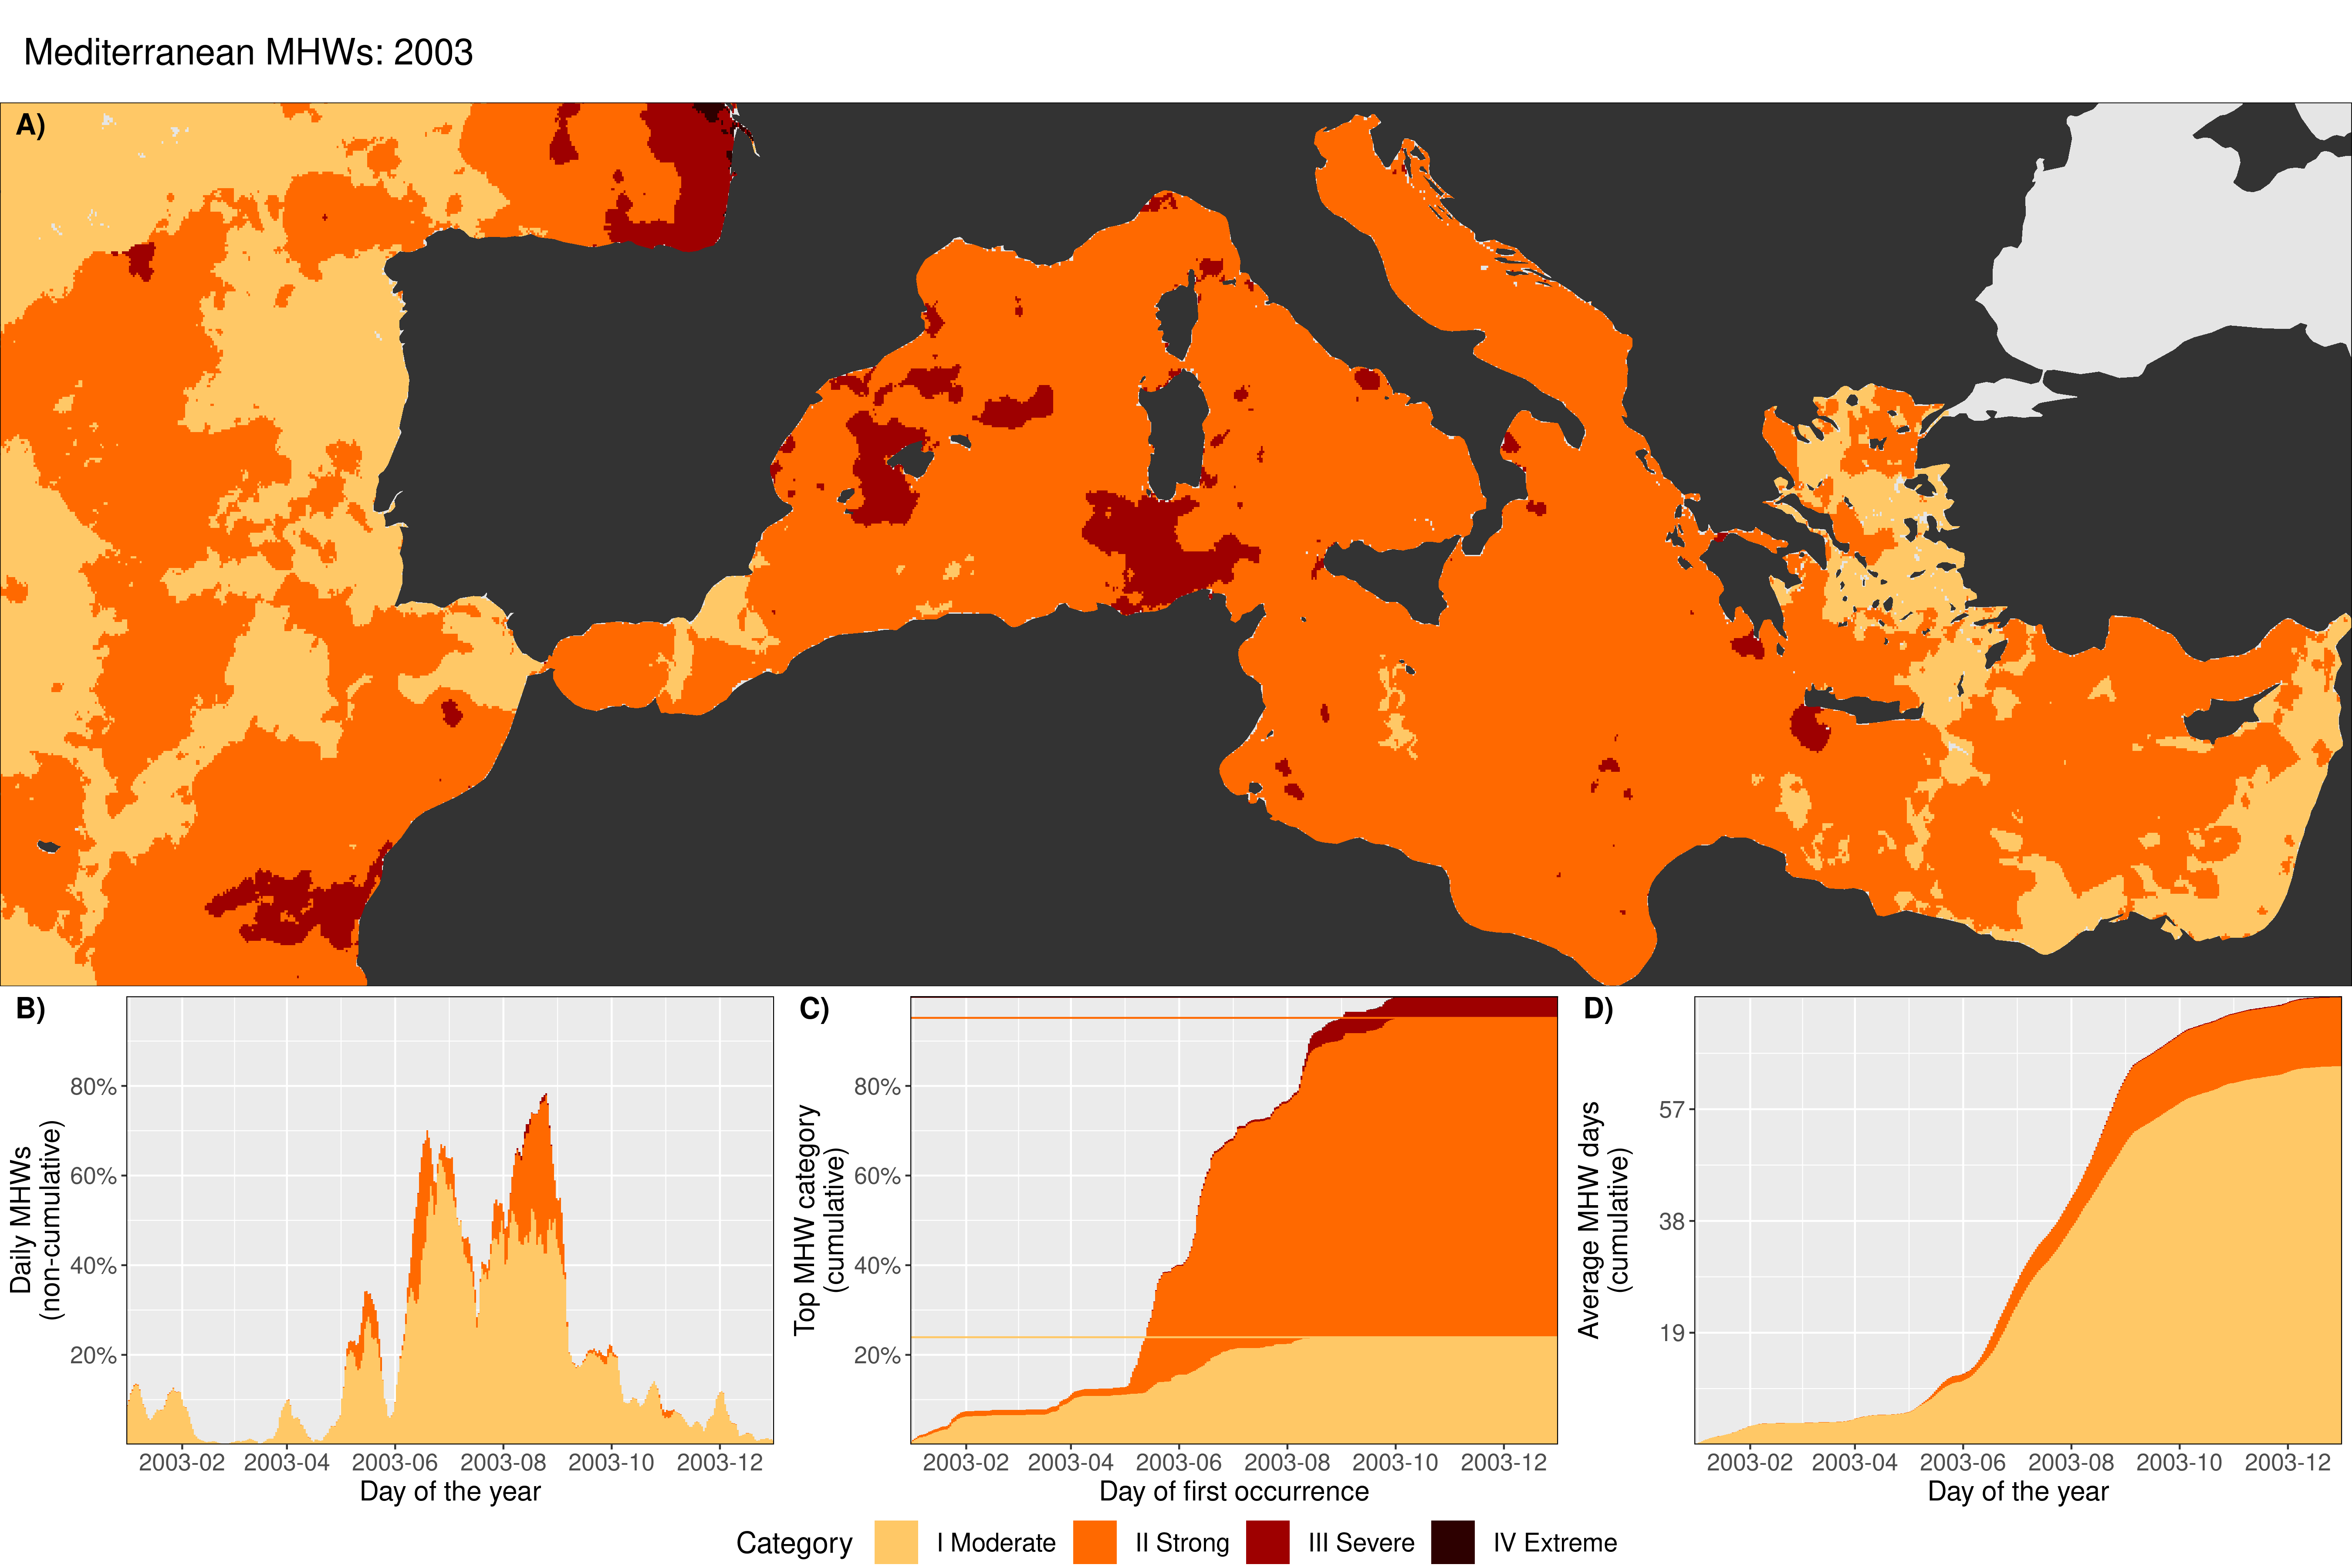 Mediterranean MHWs: 2003
A)
B)
Daily MHWs
(non-cumulative)
80%
60%
40%
20%
2003-02 2003-04 2003-06 2003-08 2003-10 2003-12
Day of the year
C)
Top MHW category
(cumulative)
80%
60%
40%
20%
2003-02 2003-04 2003-06 2003-08 2003-10 2003-12
Day of first occurrence
D)
Average MHW days
(cumulative)
57
38
19
2003-02 2003-04 2003-06 2003-08 2003-10 2003-12
Day of the year
Category I Moderate II Strong III Severe IV Extreme